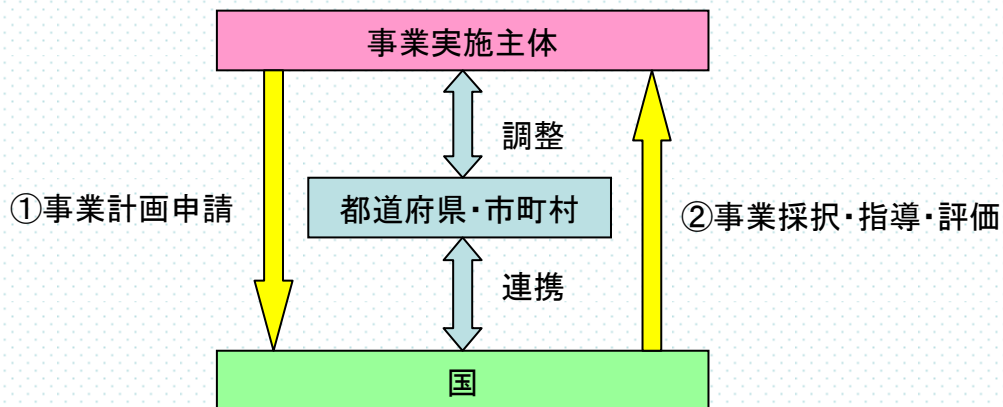 事業実施主体
調整
①事業計画申請
都道府県・市町村
②事業採択・指導・評価
連携
国